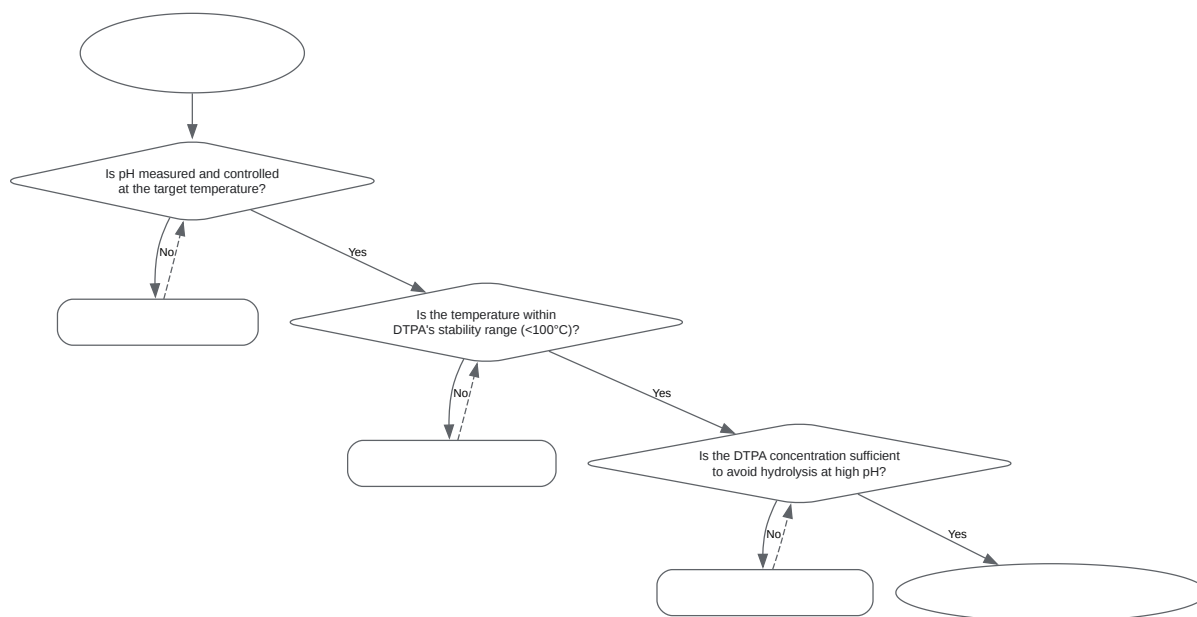 Is pH measured and controlled
at the target temperature?
No
Yes
Is the temperature within
DTPA's stability range (<100°C)?
No
Yes
Is the DTPA concentration sufficient
to avoid hydrolysis at high pH?
No
Yes